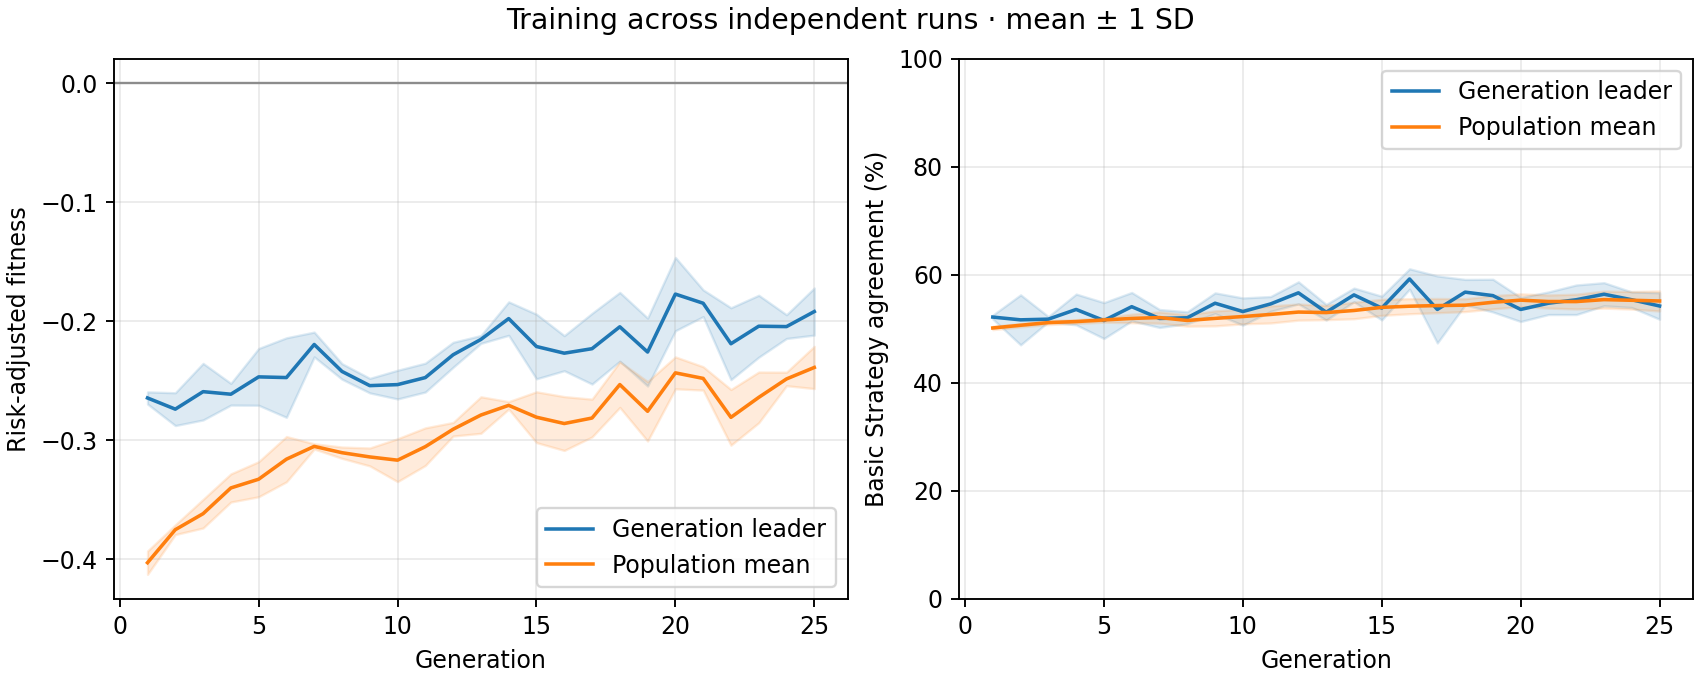 Training across independent runs · mean ± 1 SD
Risk-adjusted fitness
0.0
−0.1
−0.2
−0.3
−0.4
0
5
10
15
20
25
Generation
Generation leader
Population mean
Basic Strategy agreement (%)
100
80
60
40
20
0
0
5
10
15
20
25
Generation
Generation leader
Population mean